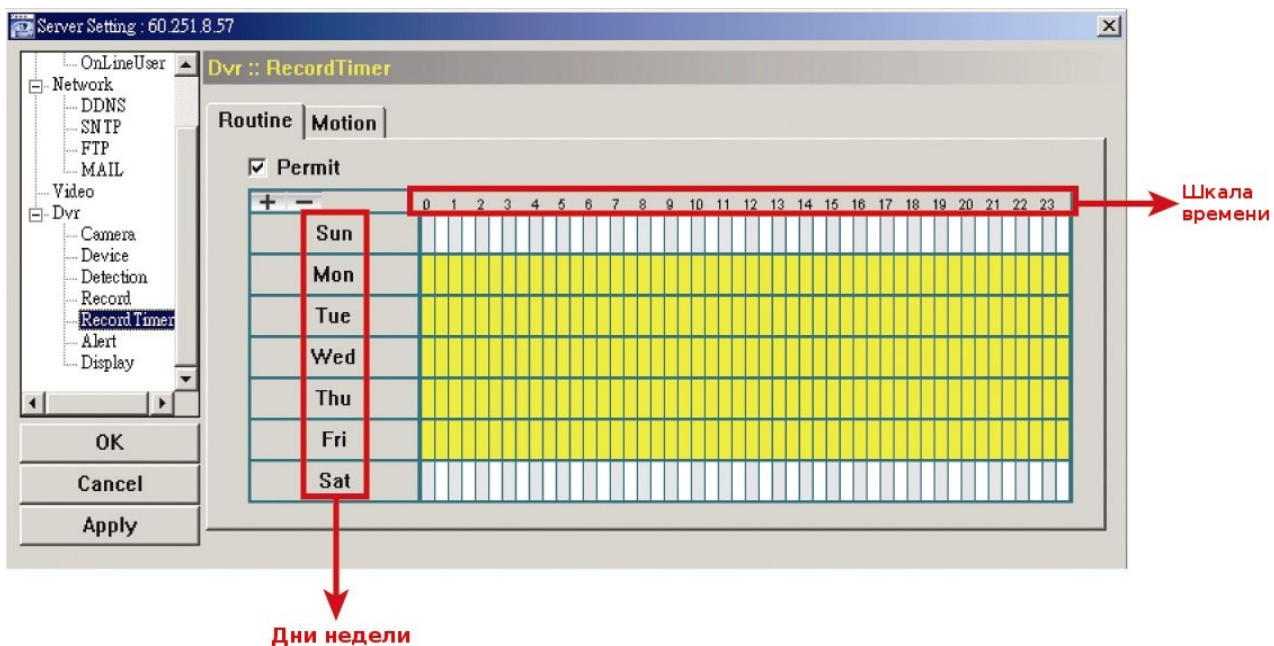 Server Setting : 60.251.8.57
OnLineUser
Network
DDNS
SNTP
FTP
MAIL
Video
Dvr
Camera
Device
Detection
Record
RecordTimer
Alert
Display
OK
Cancel
Apply
Dvr :: RecordTimer
Routine Motion
Permit
+ − 0 1 2 3 4 5 6 7 8 9 10 11 12 13 14 15 16 17 18 19 20 21 22 23
Sun
Mon
Tue
Wed
Thu
Fri
Sat
Шкала
времени
Дни недели